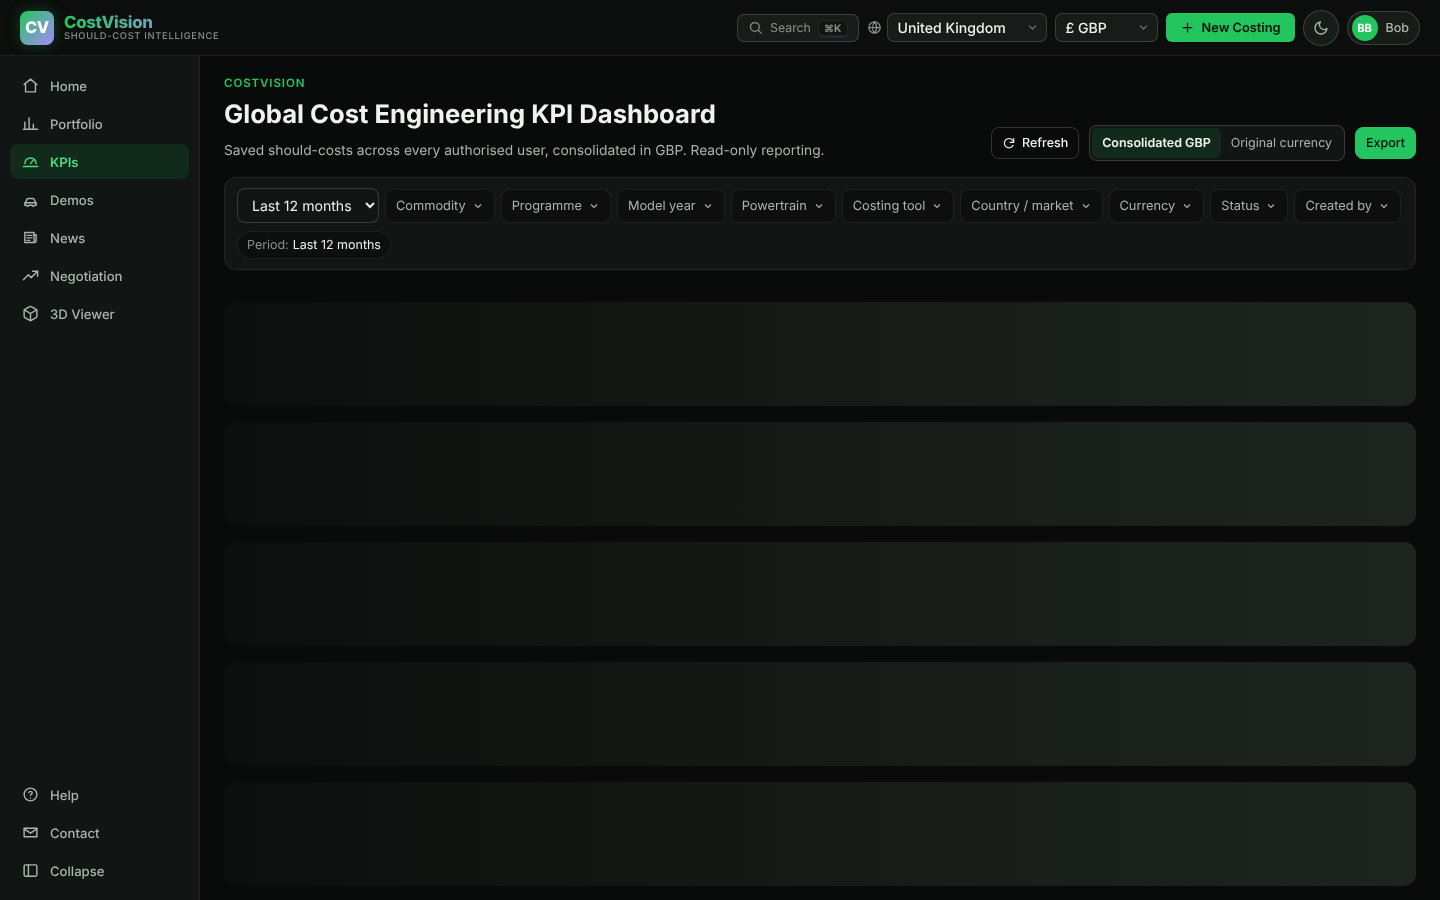 CV
CostVision
SHOULD-COST INTELLIGENCE
Search ⌘K
United Kingdom
£ GBP
+ New Costing
BB
Bob
Home
Portfolio
KPIs
Demos
News
Negotiation
3D Viewer
Help
Contact
Collapse
COSTVISION
Global Cost Engineering KPI Dashboard
Saved should-costs across every authorised user, consolidated in GBP. Read-only reporting.
Refresh
Consolidated GBP
Original currency
Export
Last 12 months
Commodity
Programme
Model year
Powertrain
Costing tool
Country / market
Currency
Status
Created by
Period: Last 12 months